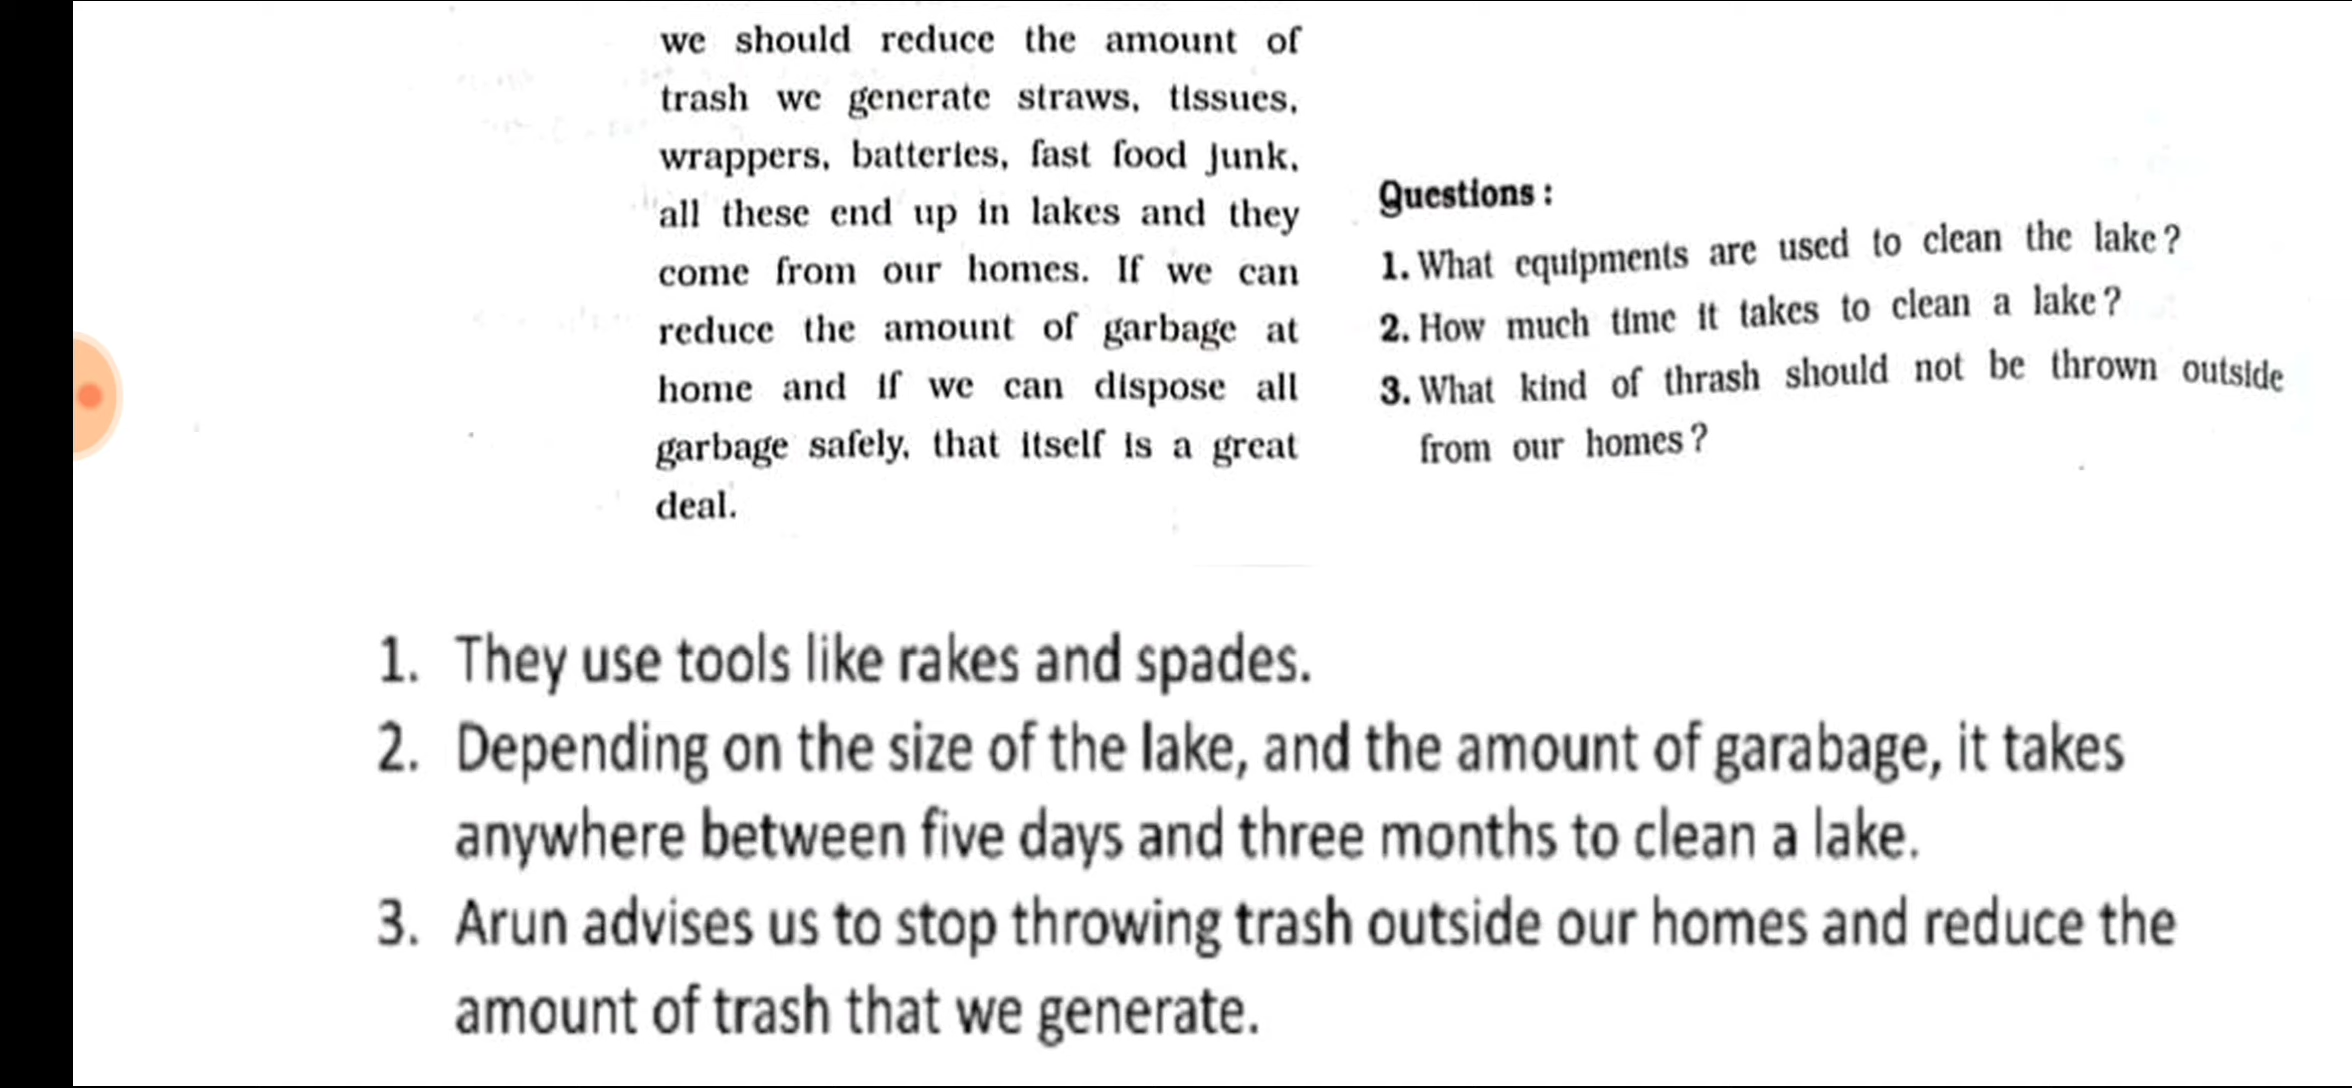 we should reduce the amount of
trash we generate straws, tissues,
wrappers, batteries, fast food junk,
all these end up in lakes and they
come from our homes. If we can
reduce the amount of garbage at
home and if we can dispose all
garbage safely, that itself is a great
deal.
Questions :
1. What equipments are used to clean the lake?
2. How much time it takes to clean a lake?
3. What kind of thrash should not be thrown outside
from our homes?
1. They use tools like rakes and spades.
2. Depending on the size of the lake, and the amount of garabage, it takes
anywhere between five days and three months to clean a lake.
3. Arun advises us to stop throwing trash outside our homes and reduce the
amount of trash that we generate.